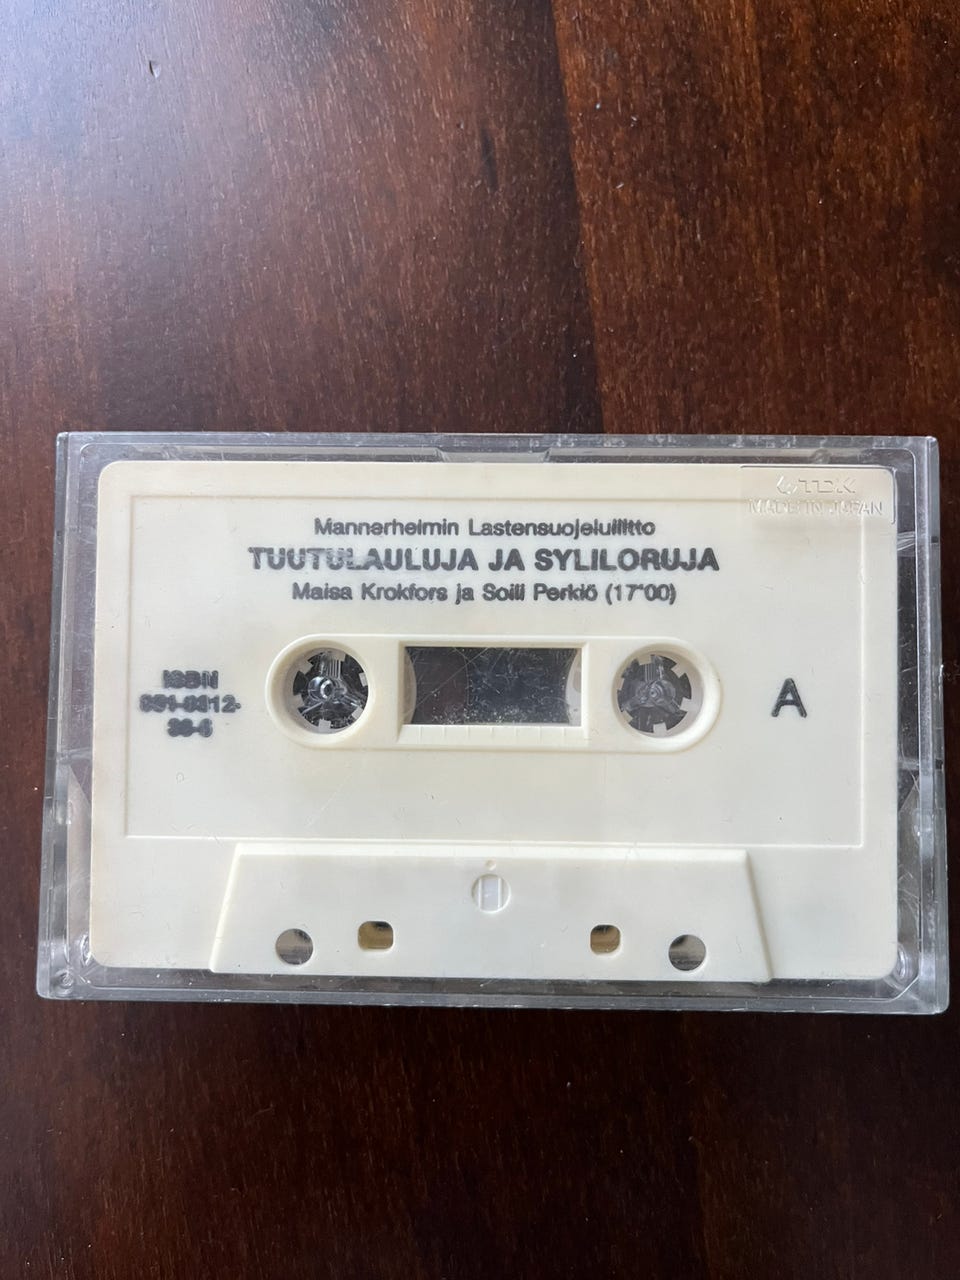 TDK
MADE IN JAPAN
Mannerheimin Lastensuojeluliitto
TUUTULAULUJA JA SYLILORUJA
Maisa Krokfors ja Soili Perkiö (17"00)
ISBN
A